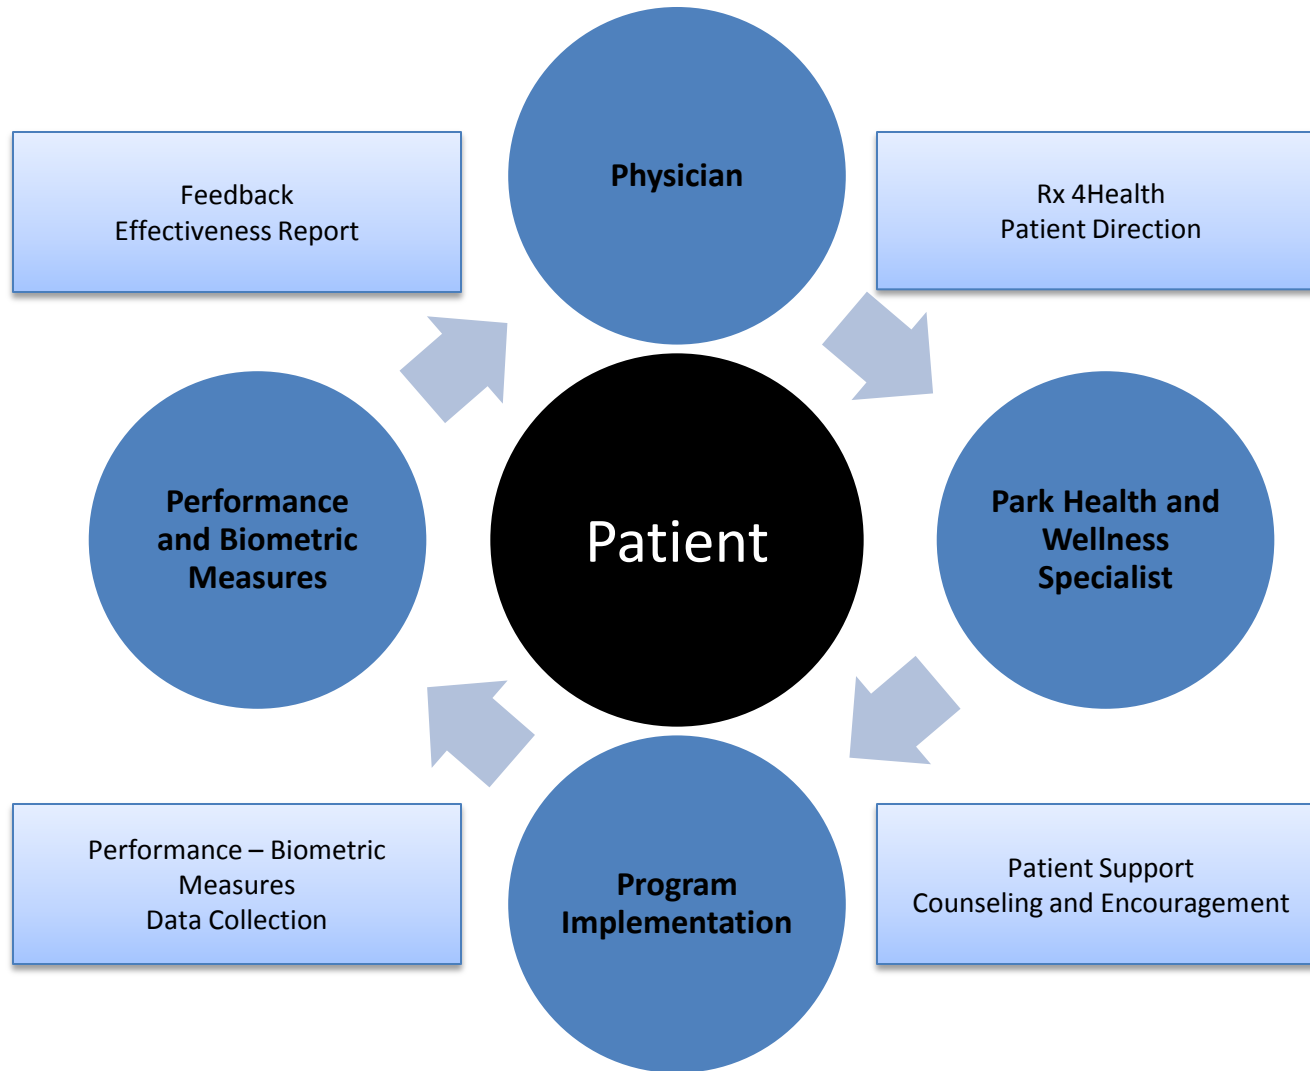 Physician
Feedback
Effectiveness Report
Rx 4Health
Patient Direction
Performance
and Biometric
Measures
Patient
Park Health and
Wellness
Specialist
Performance – Biometric
Measures
Data Collection
Program
Implementation
Patient Support
Counseling and Encouragement